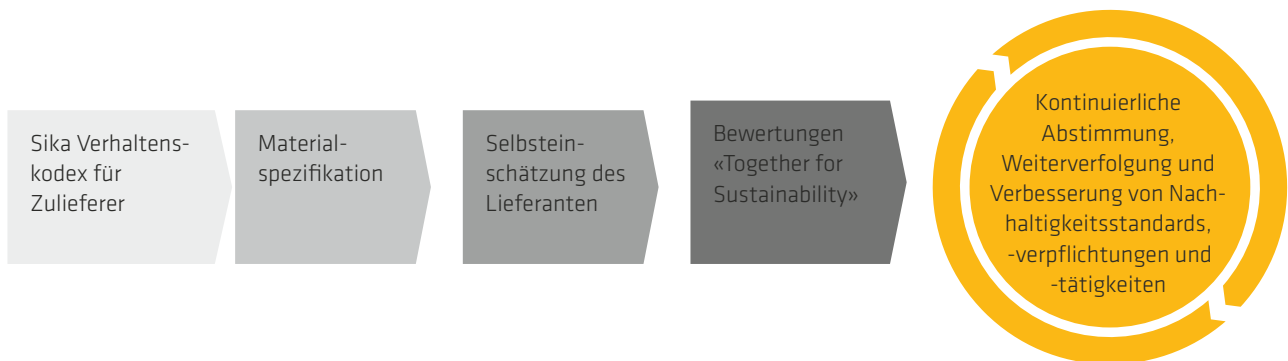 Sika Verhaltens-
kodex für
Zulieferer
Material-
spezifikation
Selbstein-
schätzung des
Lieferanten
Bewertungen
«Together for
Sustainability»
Kontinuierliche
Abstimmung,
Weiterverfolgung und
Verbesserung von Nach-
haltigkeitsstandards,
-verpflichtungen und
-tätigkeiten